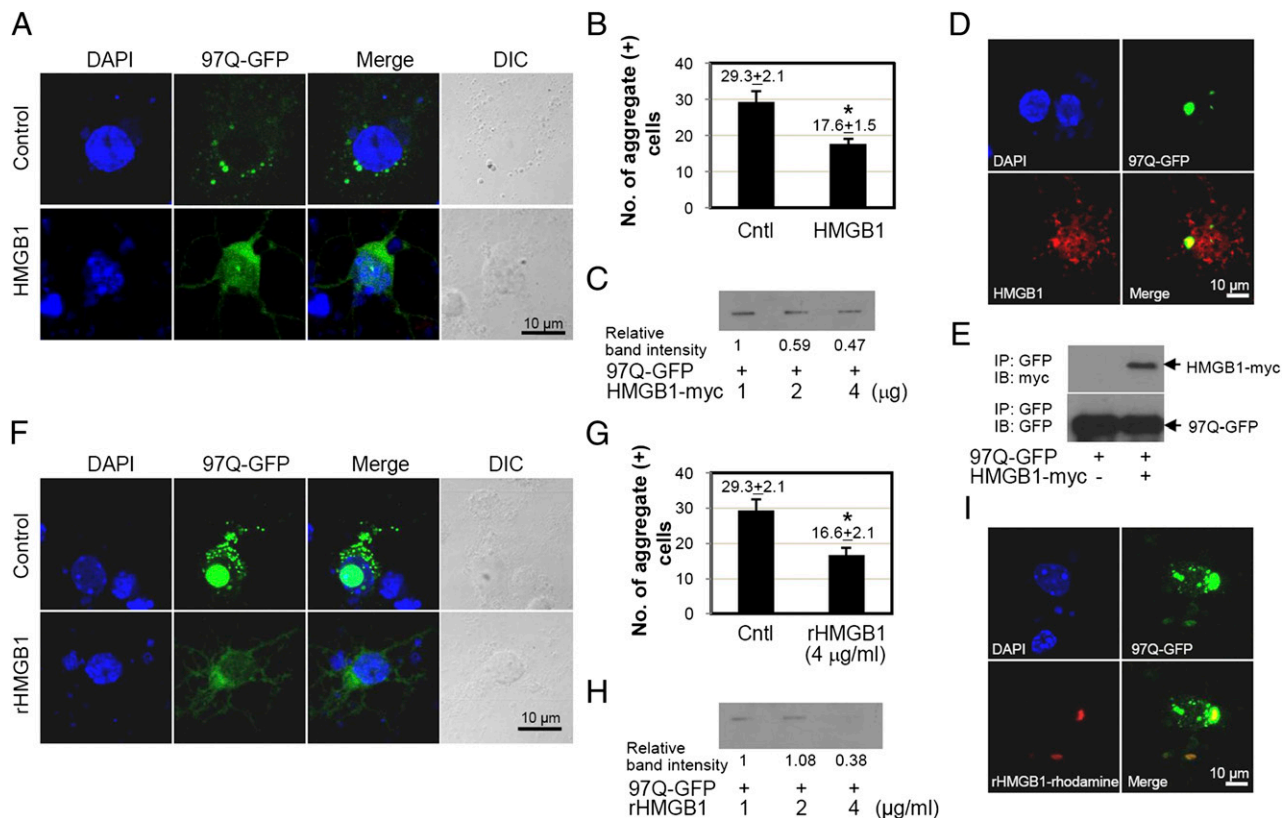 A
DAPI 97Q-GFP Merge DIC
Control
HMGB1
10 µm
B
No. of aggregate (+)
cells
40
30
20
10
0
29.3±2.1
*
17.6±1.5
Cntl HMGB1
C
Relative
band intensity 1 0.59 0.47
97Q-GFP + + +
HMGB1-myc 1 2 4 (µg)
D
DAPI 97Q-GFP
HMGB1 Merge
10 µm
E
IP: GFP
IB: myc
HMGB1-myc
IP: GFP
IB: GFP
97Q-GFP
97Q-GFP + +
HMGB1-myc - +
F
DAPI 97Q-GFP Merge DIC
Control
rHMGB1
10 µm
G
No. of aggregate (+)
cells
40
30
20
10
0
29.3±2.1
*
16.6±2.1
Cntl rHMGB1
(4 µg/ml)
H
Relative
band intensity 1 1.08 0.38
97Q-GFP + + +
rHMGB1 1 2 4 (µg/ml)
I
DAPI 97Q-GFP
rHMGB1-rhodamine Merge
10 µm